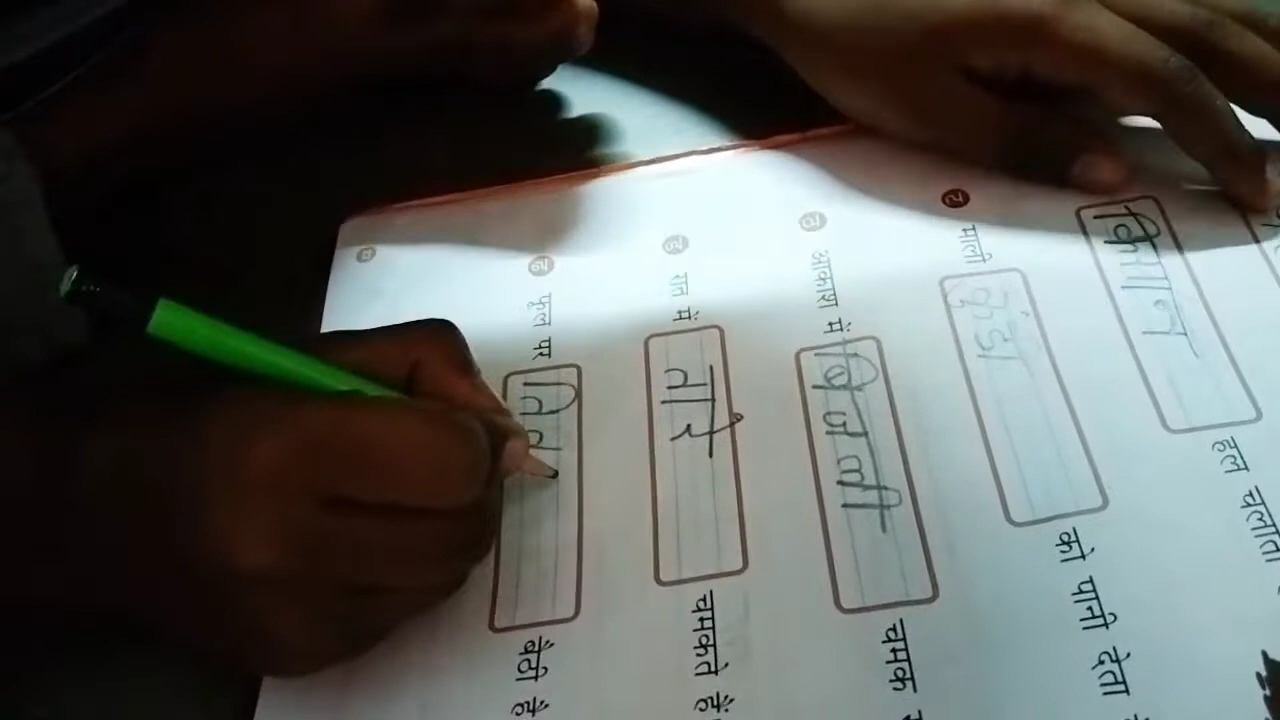 किसान हल चलाता
ट माली को पानी देता
ठ आकाश में बिजली चमक
ड रात में तारे चमकते हैं
ढ फूल पर तित बैठी है